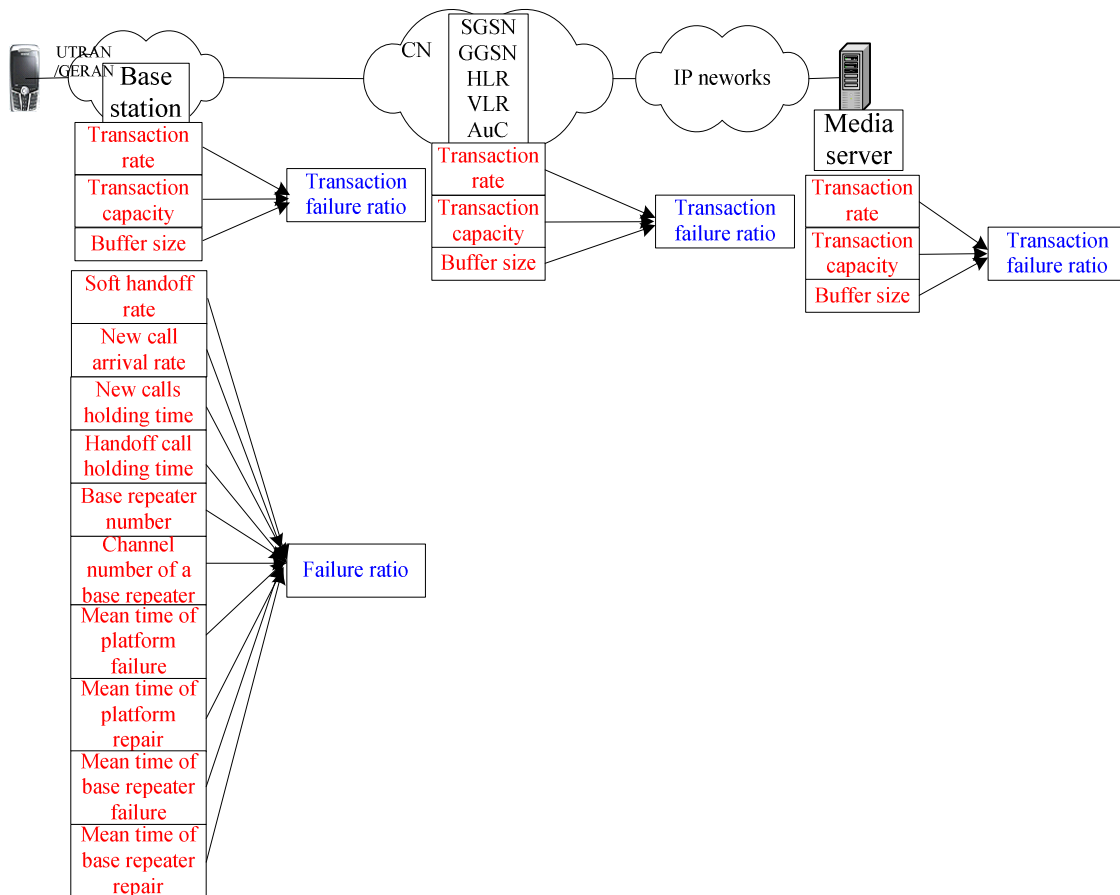 UTRAN
/GERAN
Base
station
CN
SGSN
GGSN
HLR
VLR
AuC
IP neworks
Media
server
Transaction
rate
Transaction
capacity
Buffer size
Transaction
failure ratio
Transaction
rate
Transaction
capacity
Buffer size
Transaction
failure ratio
Transaction
rate
Transaction
capacity
Buffer size
Transaction
failure ratio
Soft handoff
rate
New call
arrival rate
New calls
holding time
Handoff call
holding time
Base repeater
number
Channel
number of a
base repeater
Mean time of
platform
failure
Mean time of
platform
repair
Mean time of
base repeater
failure
Mean time of
base repeater
repair
Failure ratio